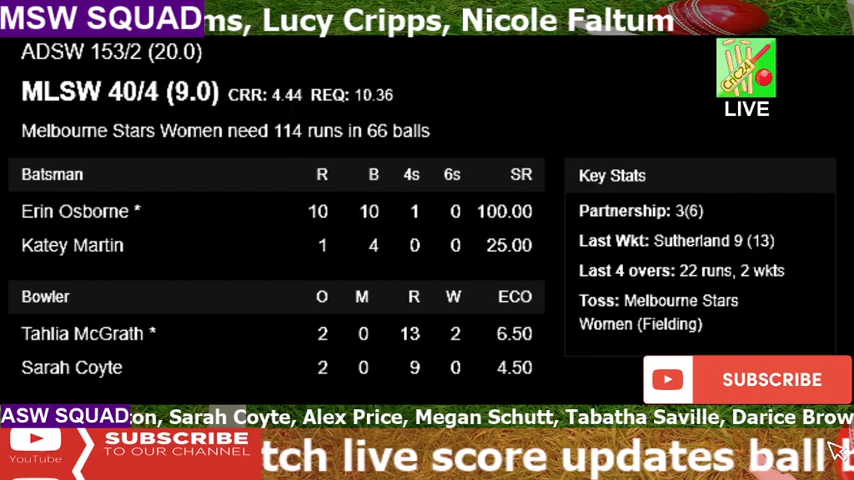 MSW SQUAD ms, Lucy Cripps, Nicole Faltum
ADSW 153/2 (20.0)
MLSW 40/4 (9.0) CRR: 4.44 REQ: 10.36
CriC24
LIVE
Melbourne Stars Women need 114 runs in 66 balls
Batsman R B 4s 6s SR
Erin Osborne * 10 10 1 0 100.00
Katey Martin 1 4 0 0 25.00
Bowler O M R W ECO
Tahlia McGrath * 2 0 13 2 6.50
Sarah Coyte 2 0 9 0 4.50
Key Stats
Partnership: 3(6)
Last Wkt: Sutherland 9 (13)
Last 4 overs: 22 runs, 2 wkts
Toss: Melbourne Stars
Women (Fielding)
SUBSCRIBE
ASW SQUAD ton, Sarah Coyte, Alex Price, Megan Schutt, Tabatha Saville, Darice Brow
YouTube
SUBSCRIBE
TO OUR CHANNEL
tch live score updates ball b